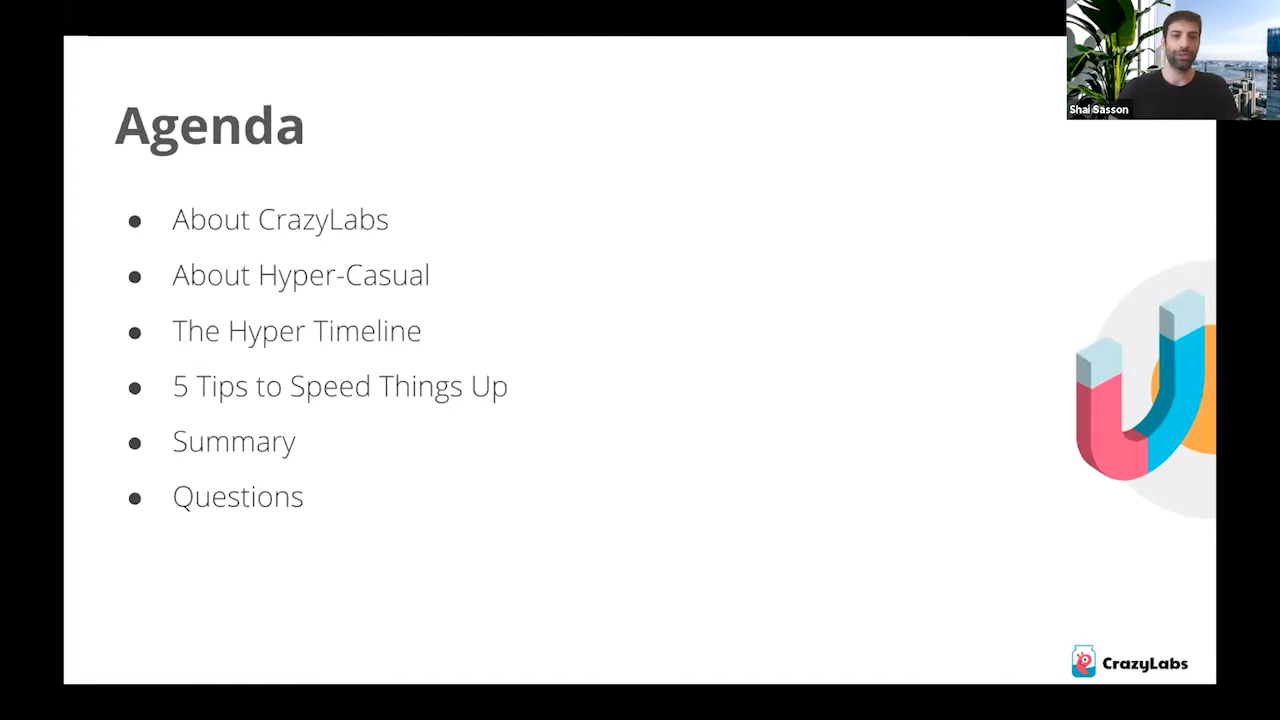 Shai Sasson
Agenda
● About CrazyLabs
● About Hyper-Casual
● The Hyper Timeline
● 5 Tips to Speed Things Up
● Summary
● Questions
CrazyLabs